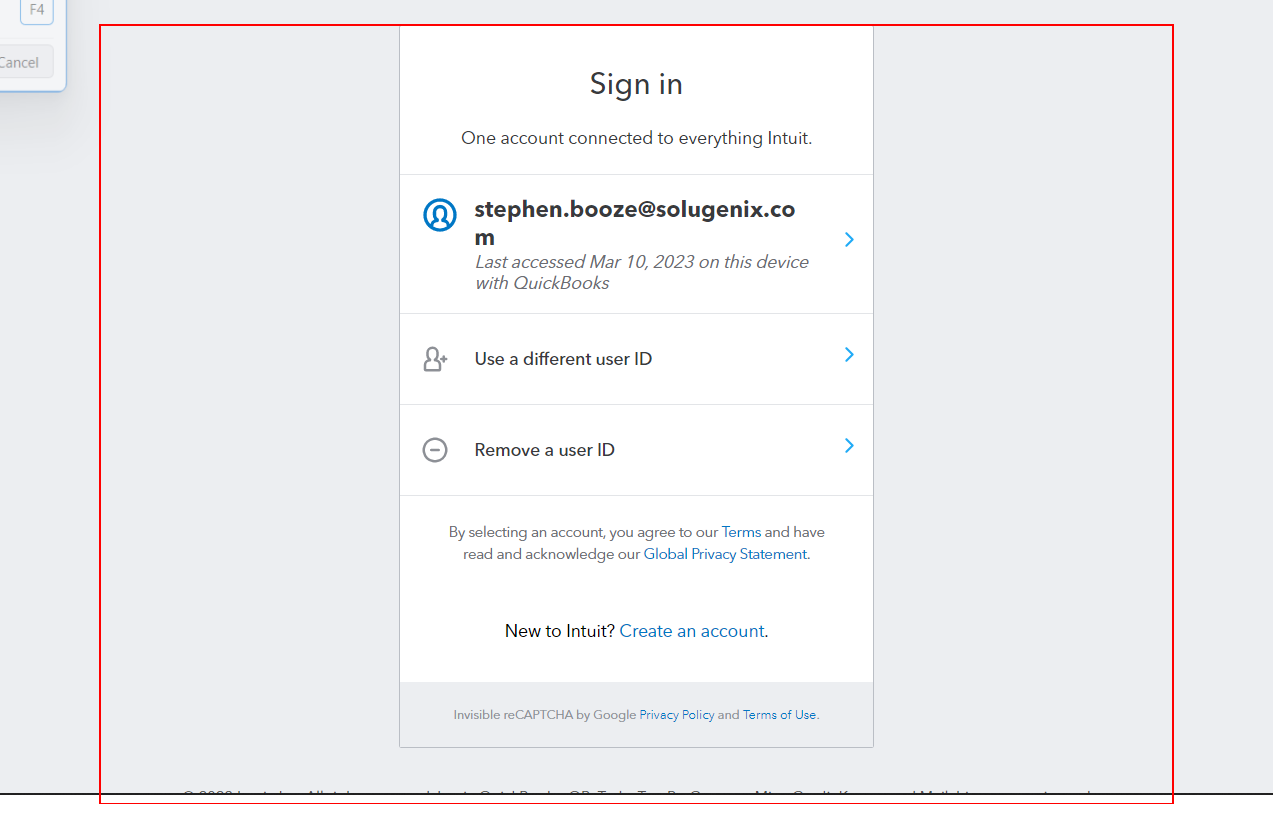 F4
Cancel
Sign in
One account connected to everything Intuit.
stephen.booze@solugenix.co
m
Last accessed Mar 10, 2023 on this device
with QuickBooks
Use a different user ID
Remove a user ID
By selecting an account, you agree to our Terms and have
read and acknowledge our Global Privacy Statement.
New to Intuit? Create an account.
Invisible reCAPTCHA by Google Privacy Policy and Terms of Use.